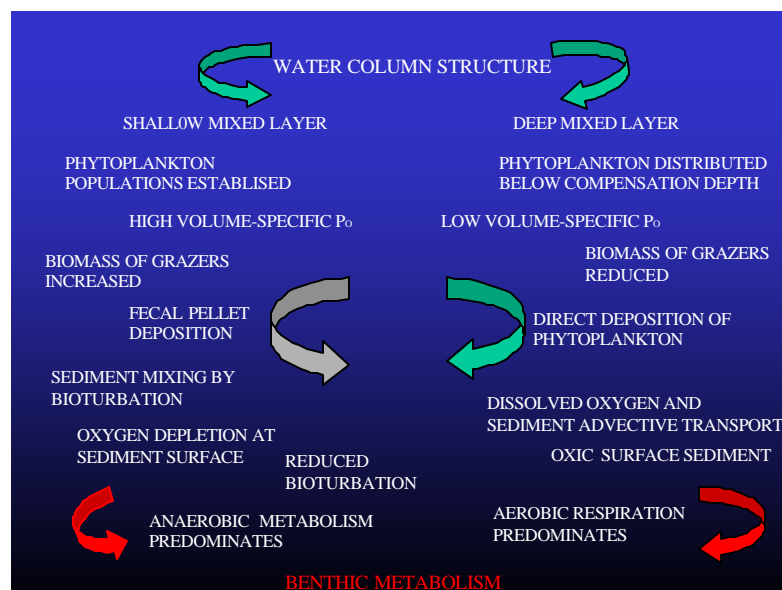 WATER COLUMN STRUCTURE
SHALL0W MIXED LAYER
DEEP MIXED LAYER
PHYTOPLANKTON
POPULATIONS ESTABLISED
PHYTOPLANKTON DISTRIBUTED
BELOW COMPENSATION DEPTH
HIGH VOLUME-SPECIFIC Po
LOW VOLUME-SPECIFIC Po
BIOMASS OF GRAZERS
INCREASED
BIOMASS OF GRAZERS
REDUCED
FECAL PELLET
DEPOSITION
DIRECT DEPOSITION OF
PHYTOPLANKTON
SEDIMENT MIXING BY
BIOTURBATION
DISSOLVED OXYGEN AND
SEDIMENT ADVECTIVE TRANSPORT
OXYGEN DEPLETION AT
SEDIMENT SURFACE
REDUCED
BIOTURBATION
OXIC SURFACE SEDIMENT
ANAEROBIC METABOLISM
PREDOMINATES
AEROBIC RESPIRATION
PREDOMINATES
BENTHIC METABOLISM